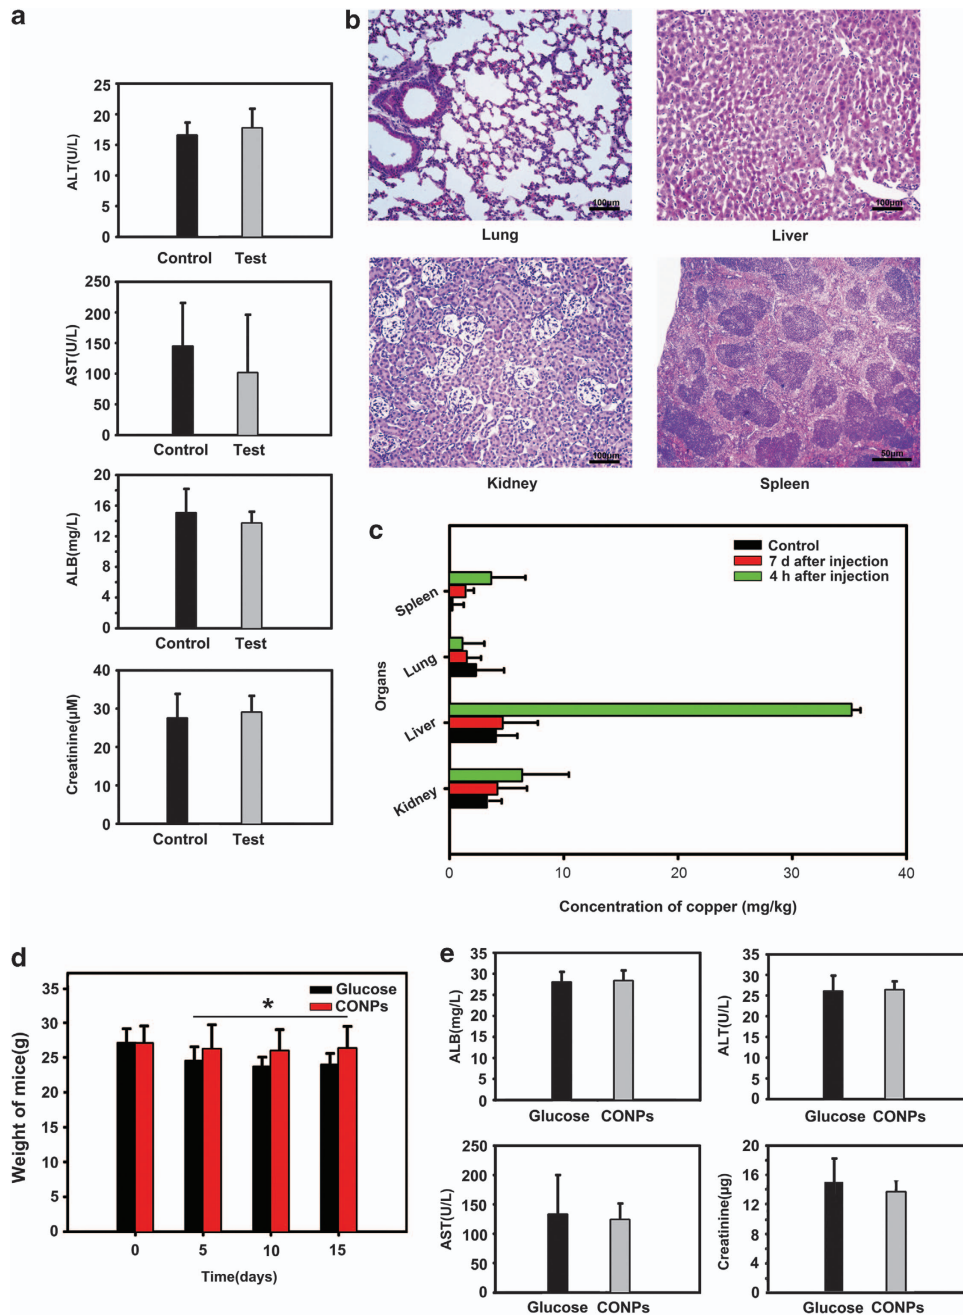 a
25
20
15
10
5
0
ALT(U/L)
Control Test
250
200
150
100
50
0
AST(U/L)
Control Test
20
16
12
8
4
0
ALB(mg/L)
Control Test
40
30
20
10
0
Creatinine(µM)
Control Test
b
100µm
Lung
100µm
Liver
100µm
Kidney
50µm
Spleen
c
Control
7 d after injection
4 h after injection
Organs
Spleen
Lung
Liver
Kidney
0 10 20 30 40
Concentration of copper (mg/kg)
d
Glucose
CONPs
*
Weight of mice(g)
35
30
25
20
15
10
5
0
0 5 10 15
Time(days)
e
35
30
25
20
15
10
5
0
ALB(mg/L)
Glucose CONPs
35
30
25
20
15
10
5
0
ALT(U/L)
Glucose CONPs
250
200
150
100
50
0
AST(U/L)
Glucose CONPs
20
16
12
8
4
0
Creatinine(µg)
Glucose CONPs